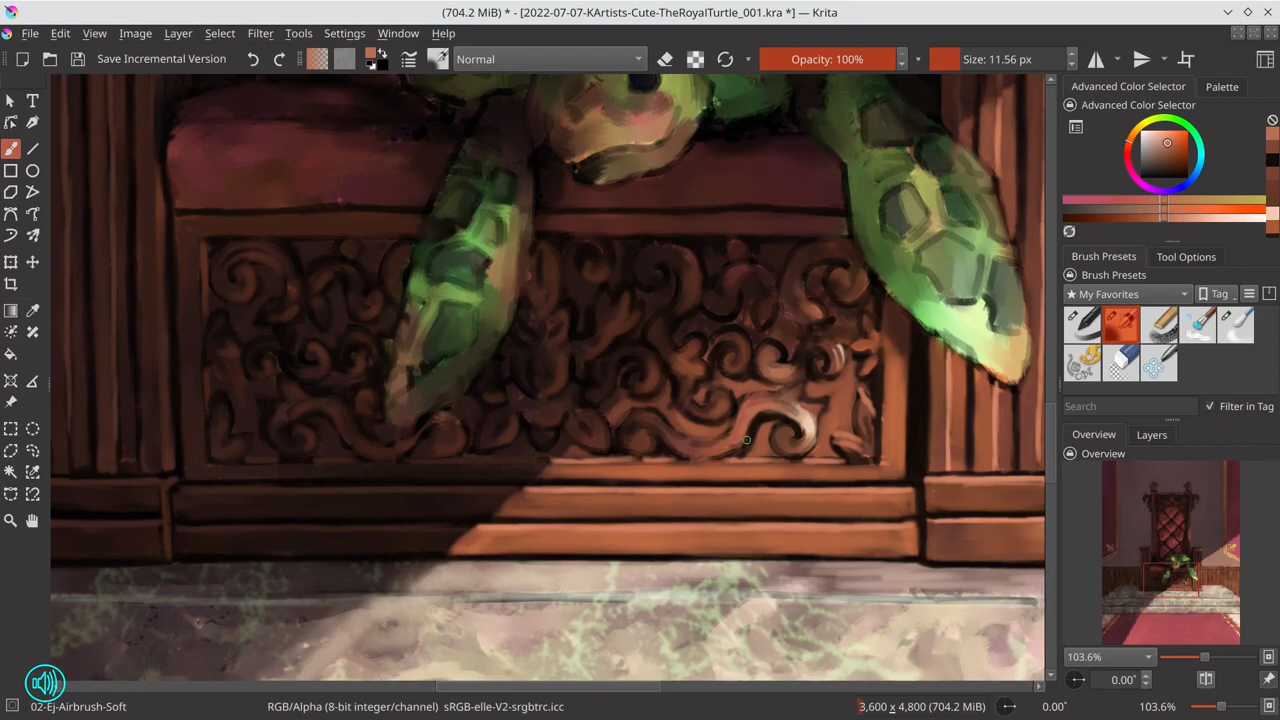 (704.2 MiB) * - [2022-07-07-KArtists-Cute-TheRoyalTurtle_001.kra *] — Krita
File Edit View Image Layer Select Filter Tools Settings Window Help
Save Incremental Version Normal Opacity: 100% Size: 11.56 px
Advanced Color Selector Palette
Advanced Color Selector
Brush Presets Tool Options
Brush Presets
My Favorites Tag
Search Filter in Tag
Overview Layers
Overview
103.6%
0.00°
02-Ej-Airbrush-Soft RGB/Alpha (8-bit integer/channel) sRGB-elle-V2-srgbtrc.icc 3,600 x 4,800 (704.2 MiB) 0.00° 103.6%